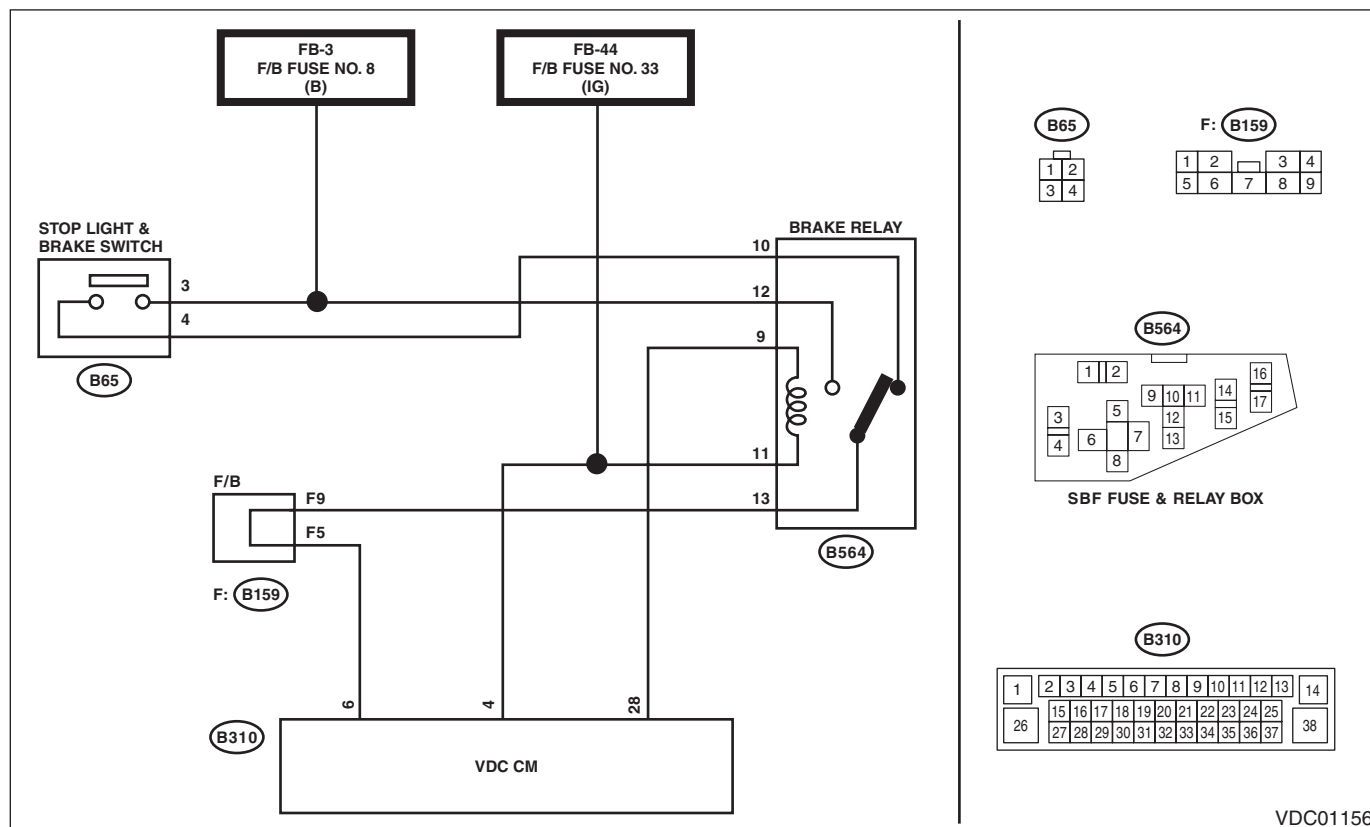 FB-3
F/B FUSE NO. 8
(B)
FB-44
F/B FUSE NO. 33
(IG)
STOP LIGHT &
BRAKE SWITCH
3
4
B65
BRAKE RELAY
10
12
9
11
13
B564
F/B
F9
F5
F: B159
6
4
28
B310
VDC CM
B65
1 2
3 4
F: B159
1 2 3 4
5 6 7 8 9
B564
1 2
3
4
5
6 7
8
9 10 11
12
13
14
15
16
17
SBF FUSE & RELAY BOX
B310
1 2 3 4 5 6 7 8 9 10 11 12 13 14
15 16 17 18 19 20 21 22 23 24 25
26 27 28 29 30 31 32 33 34 35 36 37 38
VDC01156